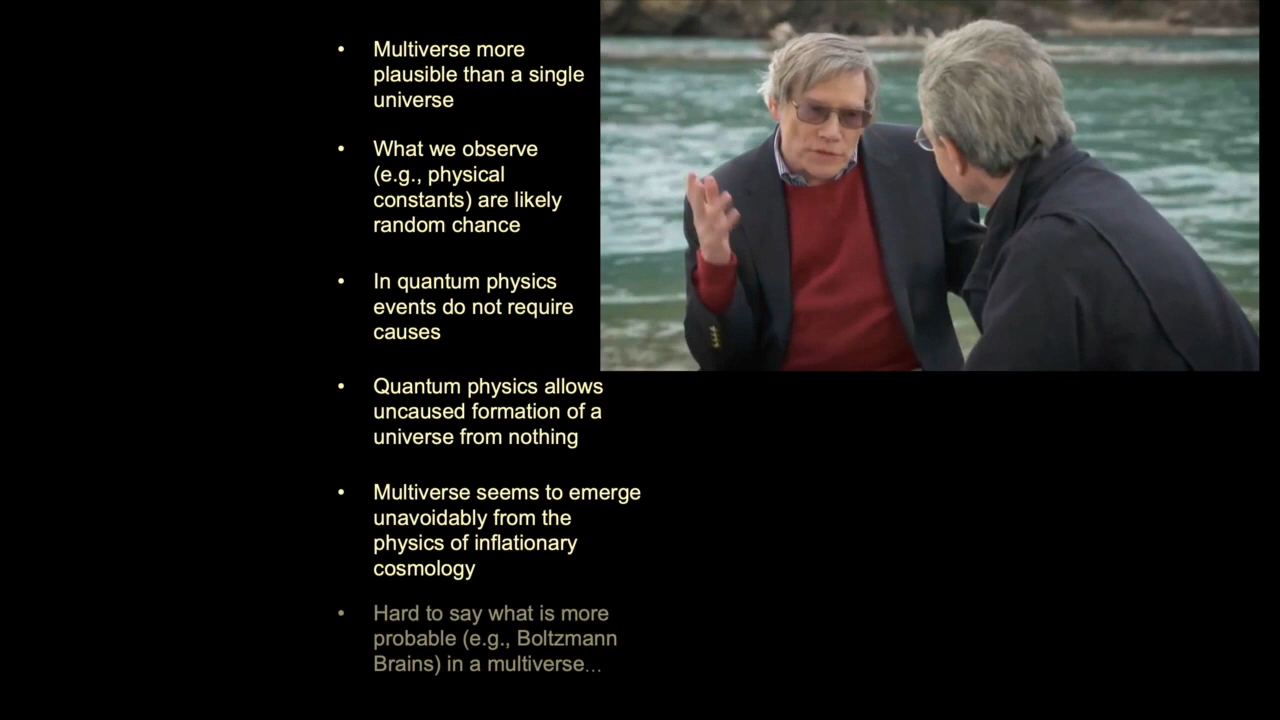 • Multiverse more
plausible than a single
universe
• What we observe
(e.g., physical
constants) are likely
random chance
• In quantum physics
events do not require
causes
• Quantum physics allows
uncaused formation of a
universe from nothing
• Multiverse seems to emerge
unavoidably from the
physics of inflationary
cosmology
• Hard to say what is more
probable (e.g., Boltzmann
Brains) in a multiverse...